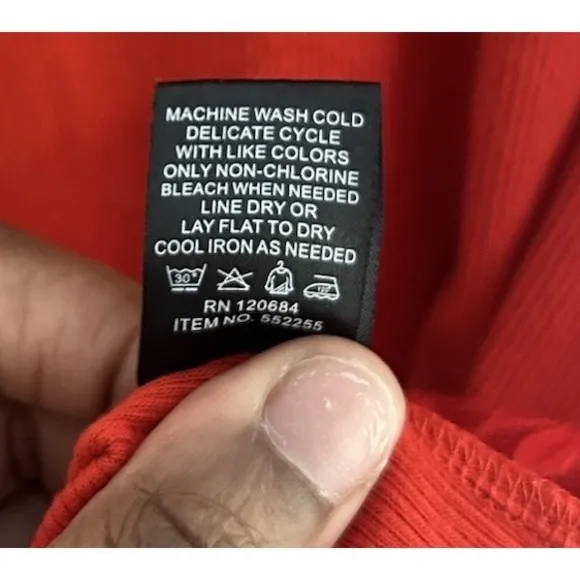 MACHINE WASH COLD
DELICATE CYCLE
WITH LIKE COLORS
ONLY NON-CHLORINE
BLEACH WHEN NEEDED
LINE DRY OR
LAY FLAT TO DRY
COOL IRON AS NEEDED
30°
RN 120684
ITEM NO. 552255